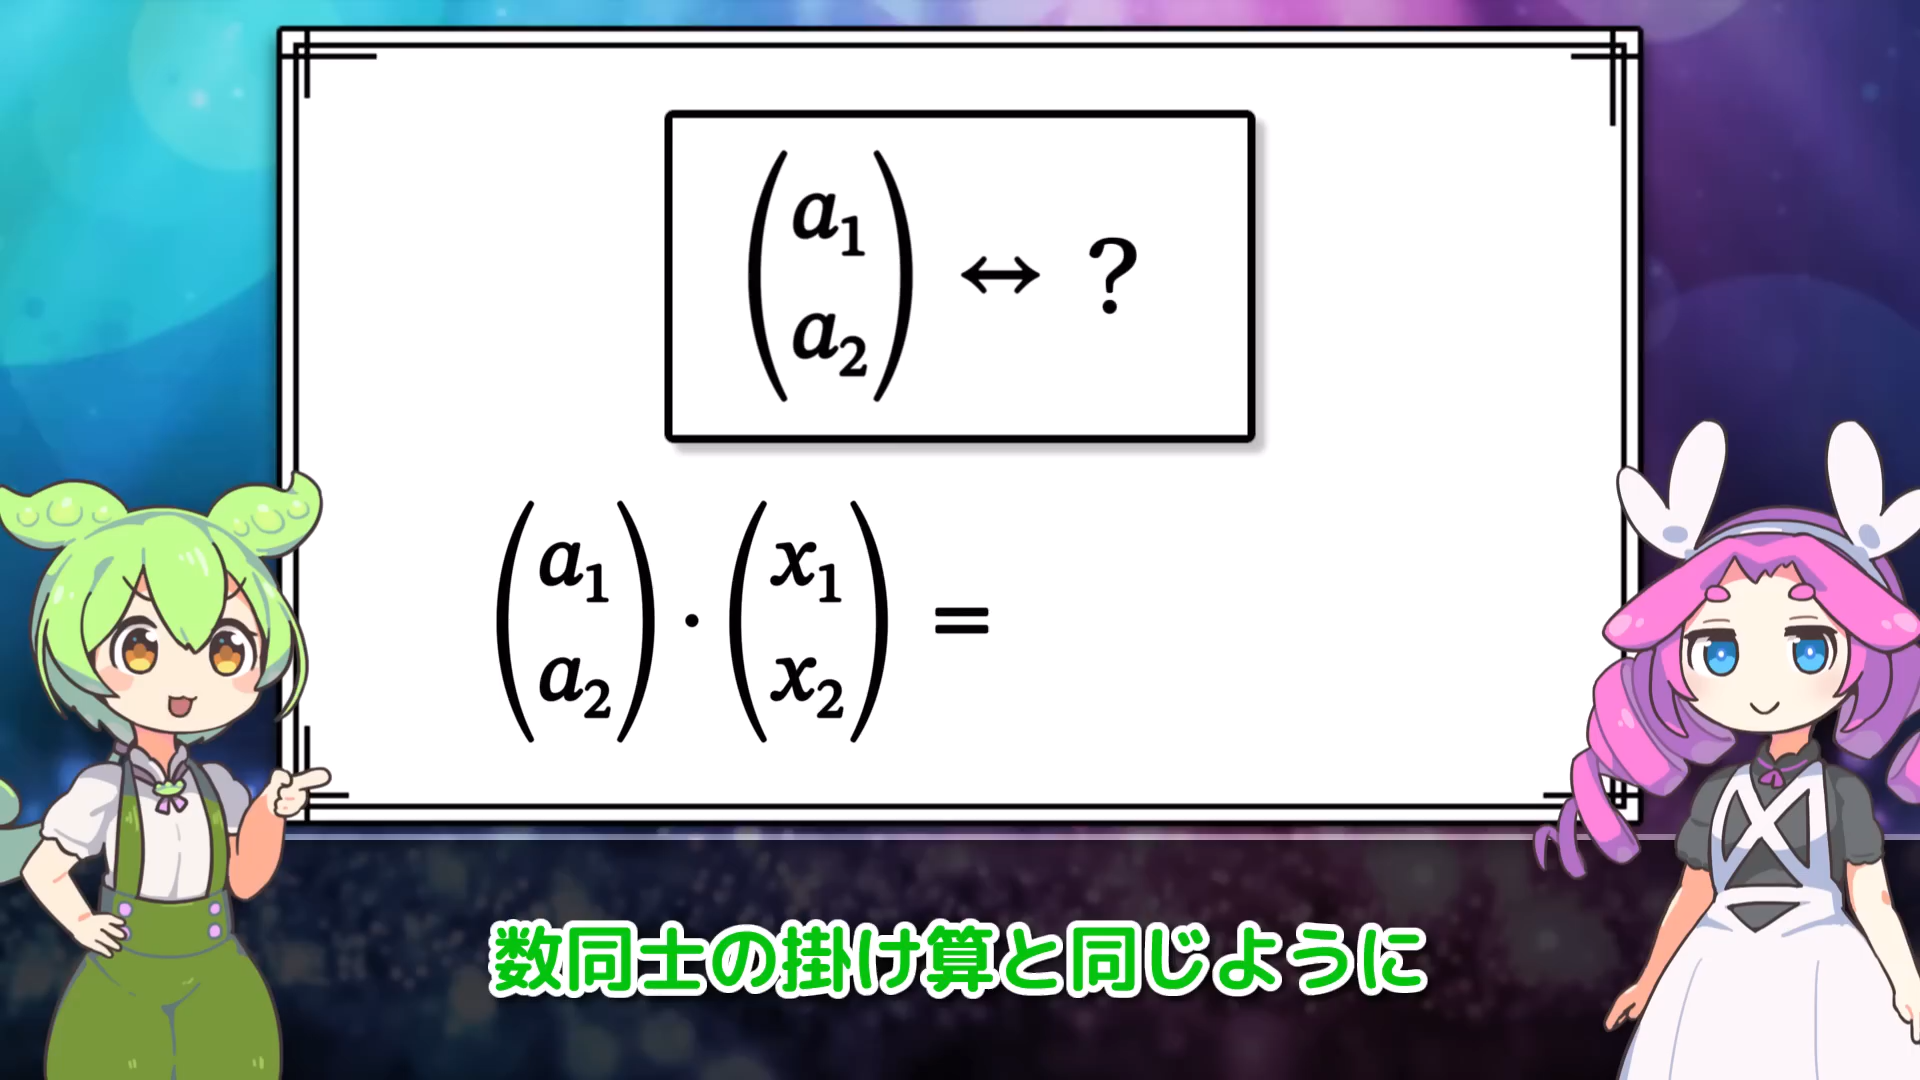 (a₁ a₂) ↔ ?
(a₁ a₂) · (x₁ x₂) =
数同士の掛け算と同じように